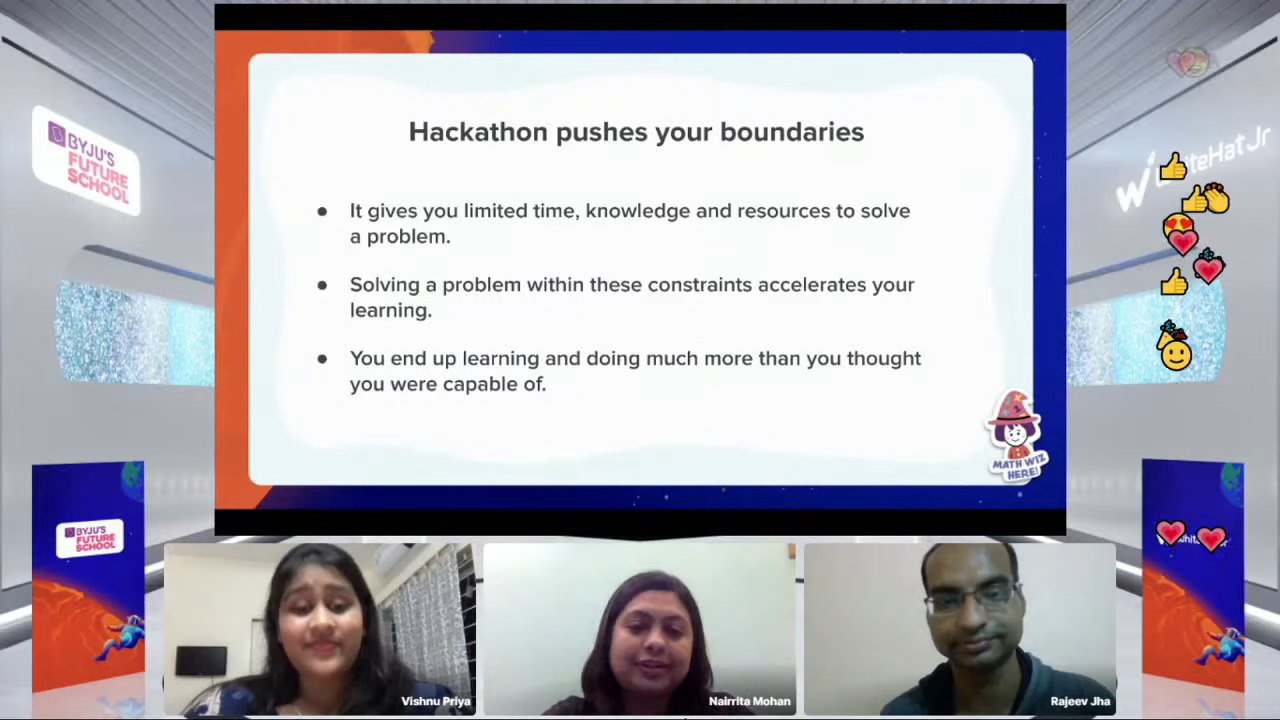 Hackathon pushes your boundaries
● It gives you limited time, knowledge and resources to solve
a problem.
● Solving a problem within these constraints accelerates your
learning.
● You end up learning and doing much more than you thought
you were capable of.
MATH WIZ
HERE!
BYJU'S
FUTURE
SCHOOL
BYJU'S
FUTURE
SCHOOL
Vishnu Priya
Nairrita Mohan
Rajeev Jha